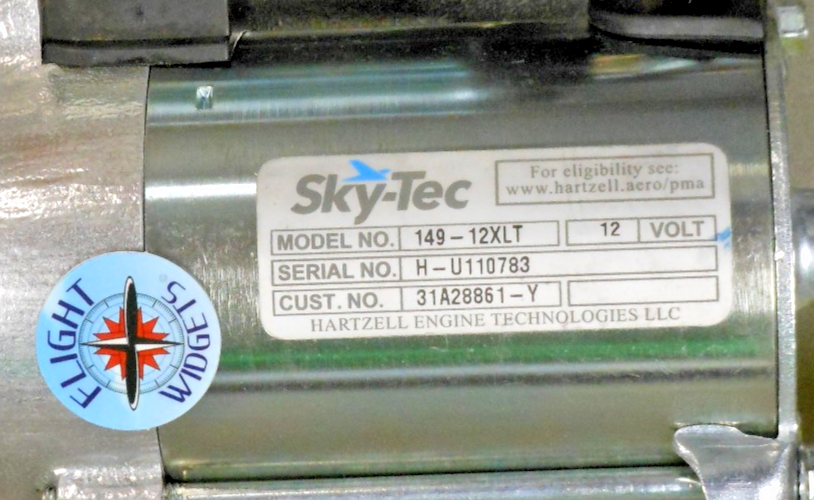 Sky-Tec
For eligibility see:
www.hartzell.aero/pma
MODEL NO. 149-12XLT 12 VOLT
SERIAL NO. H-U110783
CUST. NO. 31A28861-Y
HARTZELL ENGINE TECHNOLOGIES LLC
FLIGHT
WIDGETS